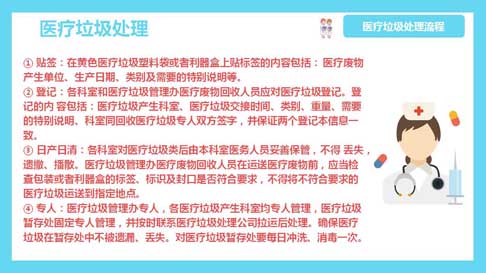 医疗垃圾处理
医疗垃圾处理流程
① 贴签：在黄色医疗垃圾塑料袋或者利器盒上贴标签的内容包括： 医疗废物
产生单位、生产日期、类别及需要的特别说明等。
② 登记：各科室和医疗垃圾管理办医疗废物回收人员应对医疗垃圾登记。登
记的内 容包括：医疗垃圾产生科室、医疗垃圾交接时间、类别、重量、需要
的特别说明、科室同回收医疗垃圾专人双方签字，并保证两个登记本信息一
致。
③ 日产日清：各科室对医疗垃圾类后由本科室医务人员妥善保管，不得 丢失，
遗撒、播散。医疗垃圾管理办医疗废物回收人员在运送医疗废物前，应当检
查包装或者利器盒的标签、标识及封口是否符合要求，不得将不符合要求的
医疗垃圾运送到指定地点。
④ 专人：医疗垃圾管理办专人，各医疗垃圾产生科室均专人管理，医疗垃圾
暂存处固定专人管理，并按时联系医疗垃圾处理公司拉运后处理。确保医疗
垃圾在暂存处中不被遗漏、丢失。对医疗垃圾暂存处要每日冲洗、消毒一次。